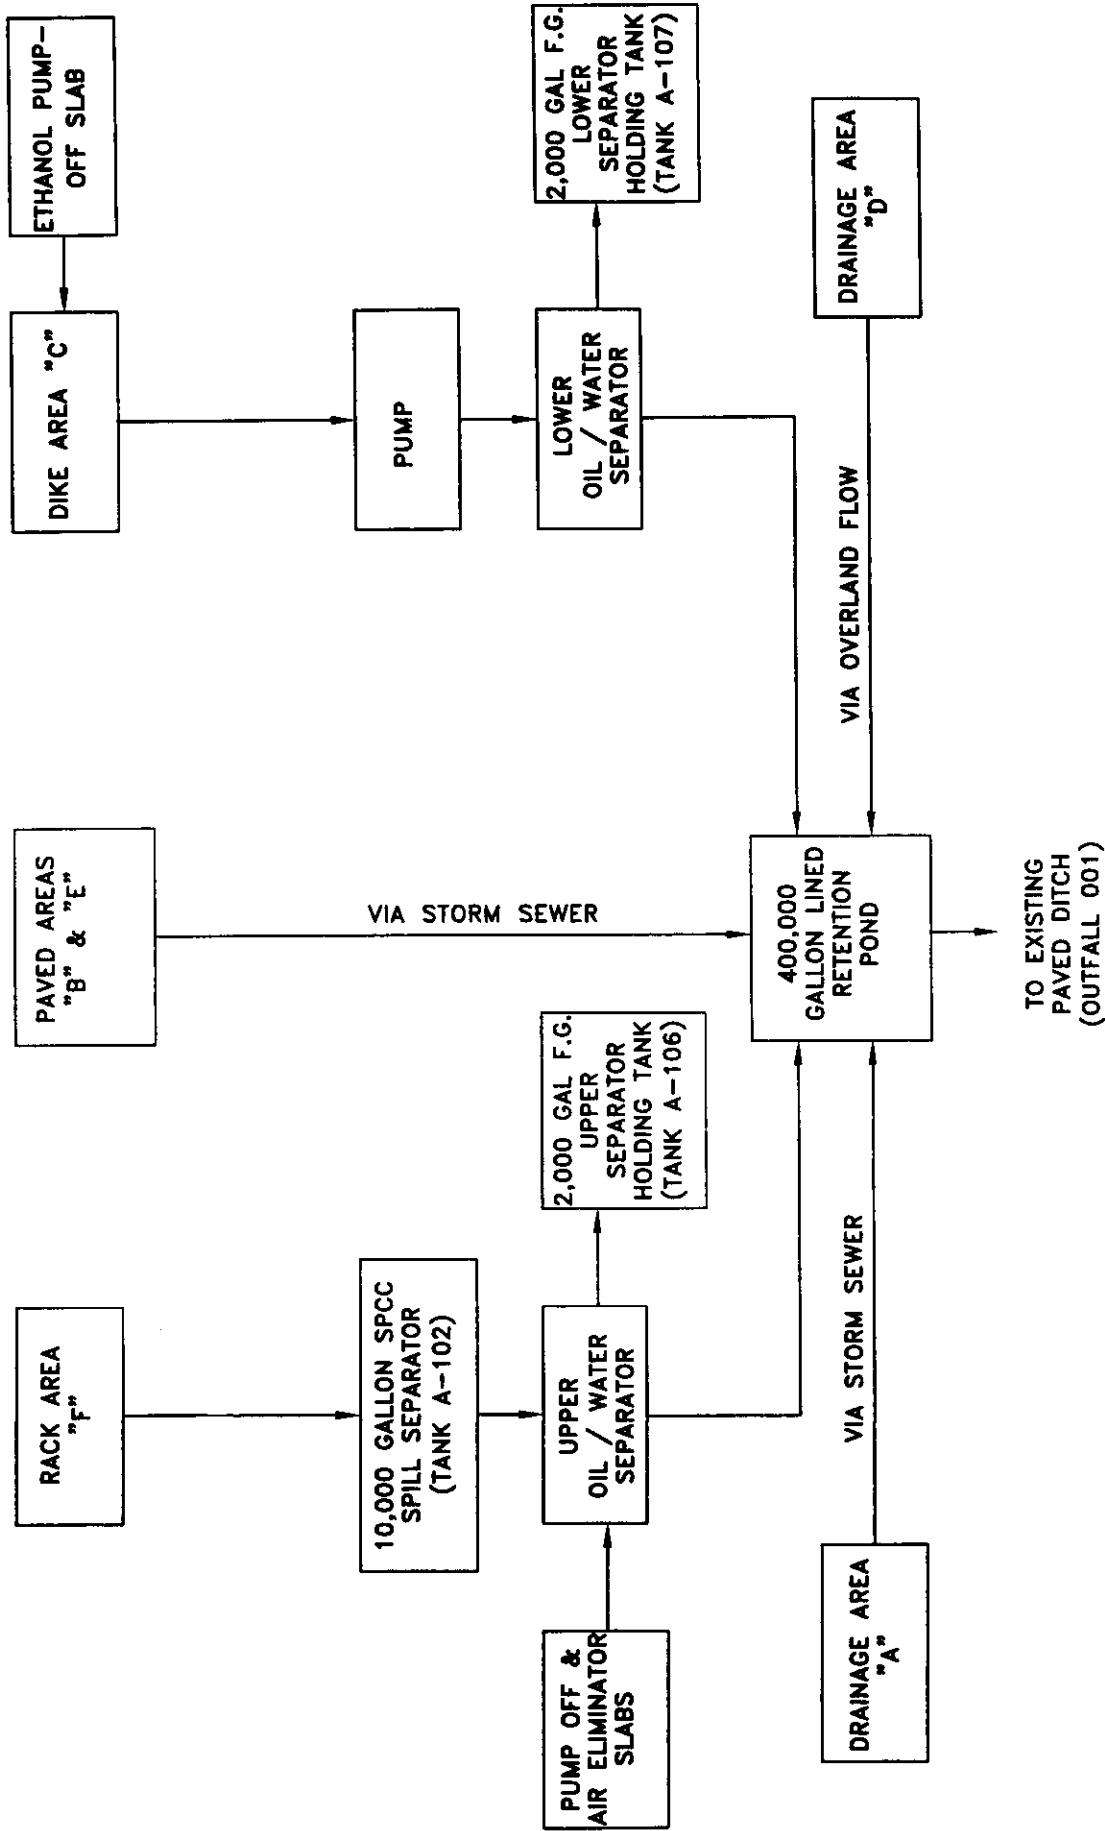 RACK AREA
"F"
PAVED AREAS
"B" & "E"
DIKE AREA "C"
ETHANOL PUMP-
OFF SLAB
10,000 GALLON SPCC
SPILL SEPARATOR
(TANK A-102)
PUMP
VIA STORM SEWER
PUMP OFF &
AIR ELIMINATOR
SLABS
UPPER
OIL / WATER
SEPARATOR
2,000 GAL F.G.
UPPER
SEPARATOR
HOLDING TANK
(TANK A-106)
LOWER
OIL / WATER
SEPARATOR
2,000 GAL F.G.
LOWER
SEPARATOR
HOLDING TANK
(TANK A-107)
DRAINAGE AREA
"A"
VIA STORM SEWER
400,000
GALLON LINED
RETENTION
POND
VIA OVERLAND FLOW
DRAINAGE AREA
"D"
TO EXISTING
PAVED DITCH
(OUTFALL 001)